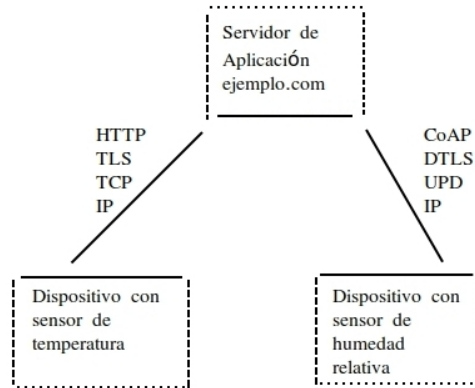 Servidor de
Aplicación
ejemplo.com
HTTP
TLS
TCP
IP
CoAP
DTLS
UPD
IP
Dispositivo con
sensor de
temperatura
Dispositivo con
sensor de
humedad
relativa